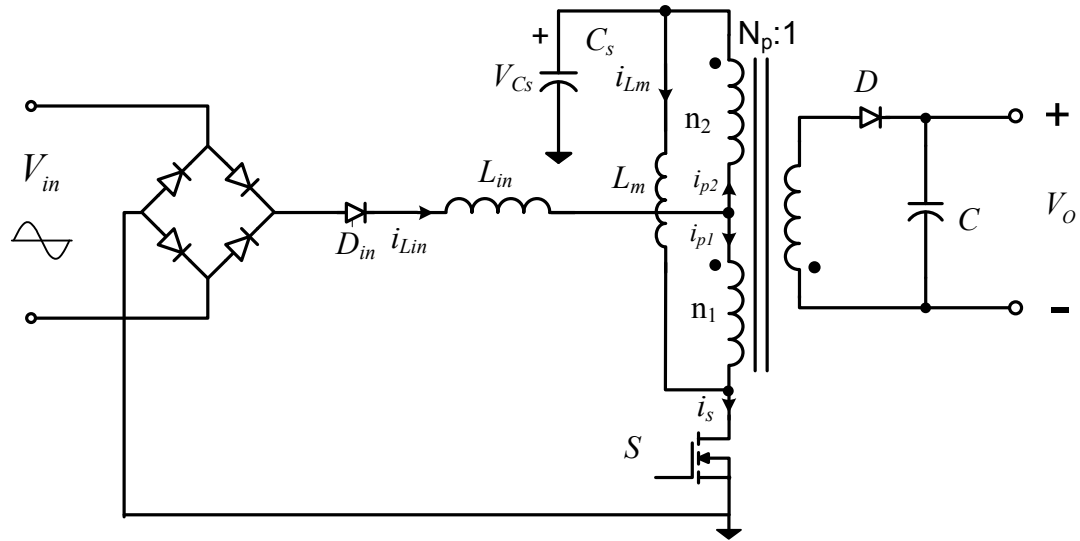 +
C_s
N_p:1
V_Cs
i_Lm
D
+
n_2
V_in
L_in
L_m
i_p2
V_O
C
D_in
i_Lin
i_p1
n_1
-
i_s
S